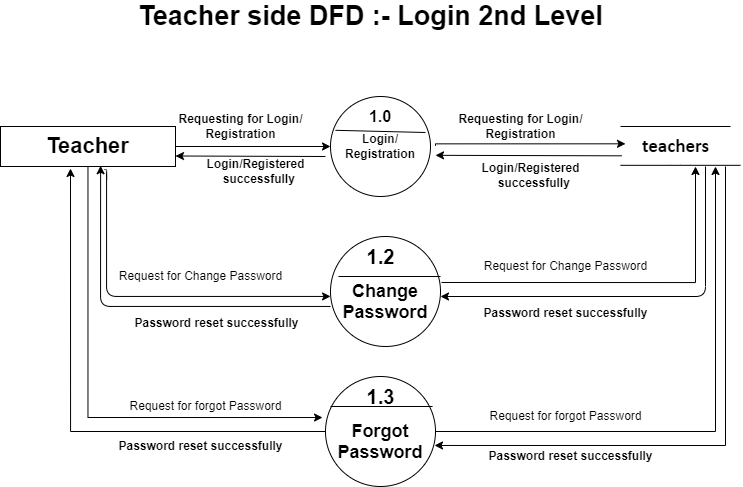 Teacher side DFD :- Login 2nd Level
Requesting for Login/
Registration
1.0
Login/
Registration
Requesting for Login/
Registration
Teacher
teachers
Login/Registered
successfully
Login/Registered
successfully
1.2
Change
Password
Request for Change Password
Request for Change Password
Password reset successfully
Password reset successfully
1.3
Forgot
Password
Request for forgot Password
Request for forgot Password
Password reset successfully
Password reset successfully